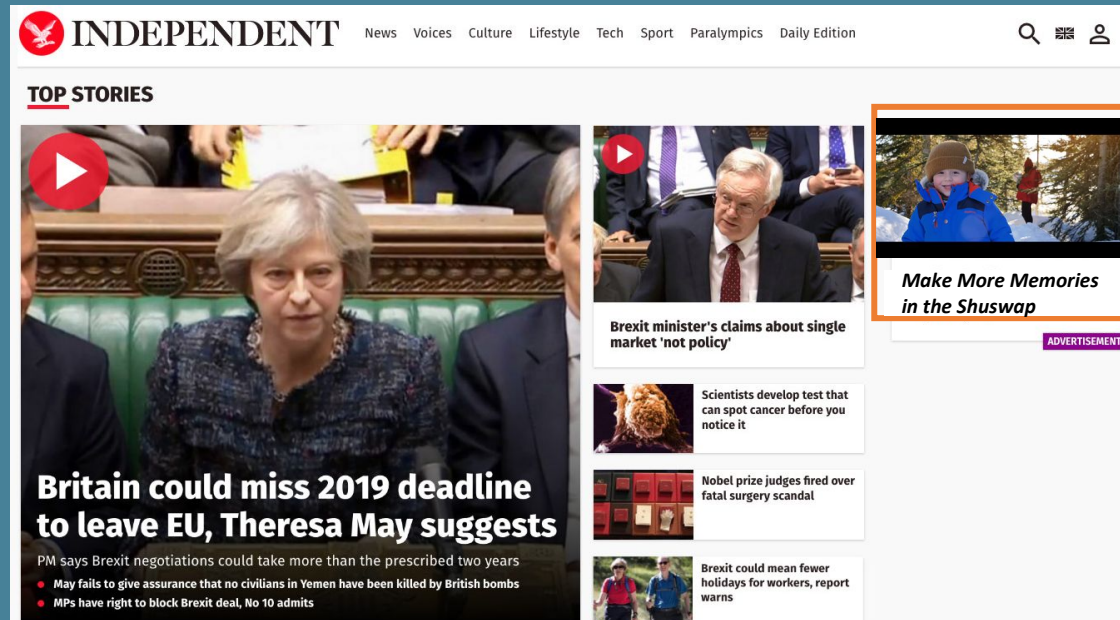 INDEPENDENT
News Voices Culture Lifestyle Tech Sport Paralympics Daily Edition
TOP STORIES
Britain could miss 2019 deadline
to leave EU, Theresa May suggests
PM says Brexit negotiations could take more than the prescribed two years
May fails to give assurance that no civilians in Yemen have been killed by British bombs
MPs have right to block Brexit deal, No 10 admits
Brexit minister's claims about single
market 'not policy'
Scientists develop test that
can spot cancer before you
notice it
Nobel prize judges fired over
fatal surgery scandal
Brexit could mean fewer
holidays for workers, report
warns
Make More Memories
in the Shuswap
ADVERTISEMENT